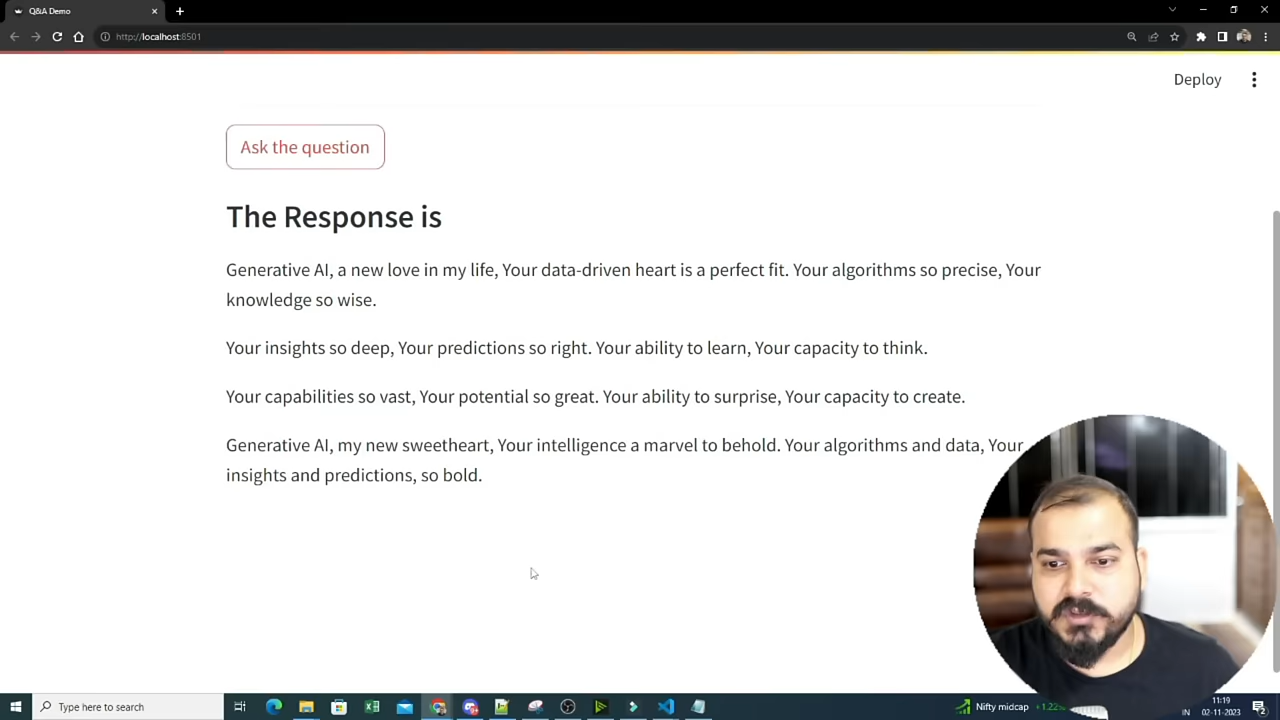 Q&A Demo
http://localhost:8501
Deploy
Ask the question
The Response is
Generative AI, a new love in my life, Your data-driven heart is a perfect fit. Your algorithms so precise, Your
knowledge so wise.
Your insights so deep, Your predictions so right. Your ability to learn, Your capacity to think.
Your capabilities so vast, Your potential so great. Your ability to surprise, Your capacity to create.
Generative AI, my new sweetheart, Your intelligence a marvel to behold. Your algorithms and data, Your
insights and predictions, so bold.
Type here to search
Nifty midcap +1.22%
IN
11:19
02-11-2023
2